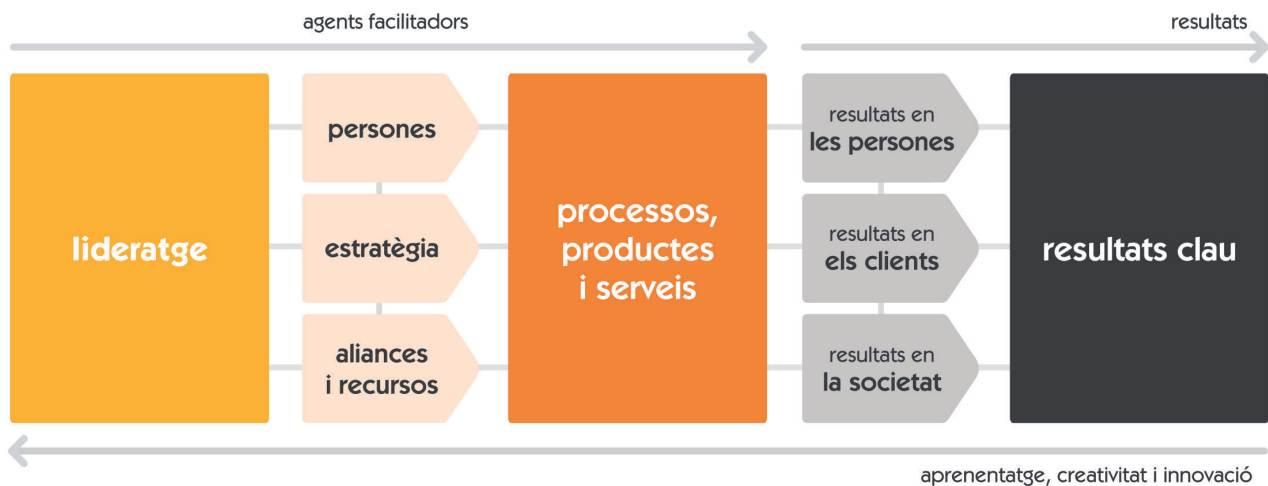 agents facilitadors
resultats
lideratge
persones
estratègia
aliances
i recursos
processos,
productes
i serveis
resultats en
les persones
resultats en
els clients
resultats en
la societat
resultats clau
aprenentatge, creativitat i innovació